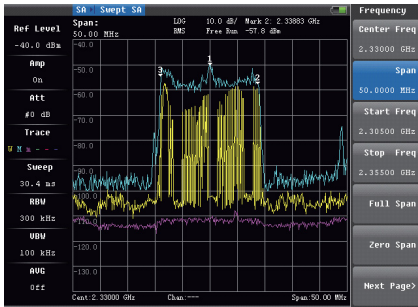 SA Swept SA
Frequency
Ref Level
-40.0 dBm
Span:
50.00 MHz
LOG 10.0 dB/ Mark 2: 2.33883 GHz
RMS Free Run -57.8 dBm
Amp
On
Att
#0 dB
Trace
W M m - - -
Sweep
30.4 ms
RBW
300 kHz
VBW
100 kHz
AVG
Off
-40.0
-50.0
-60.0
-70.0
-80.0
-90.0
-100.0
-110.0
-120.0
-130.0
1
2
3
Cent:2.33000 GHz Chan:--- Span:50.00 MHz
Center Freq
2.33000 GHz
Span
50.0000 MHz
Start Freq
2.30500 GHz
Stop Freq
2.35500 GHz
Full Span
Zero Span
Next Page>